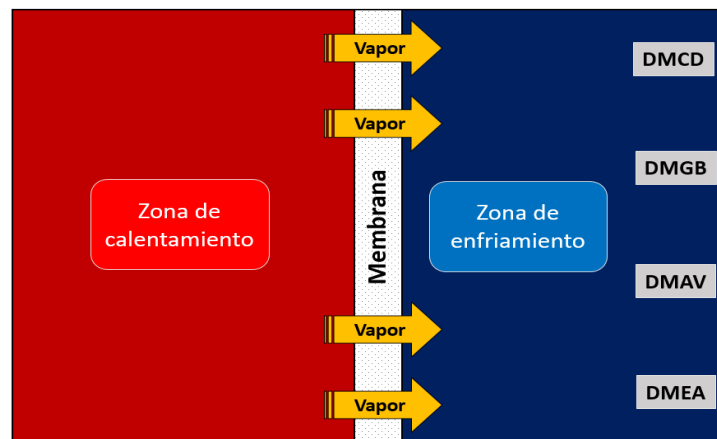 Vapor
DMCD
Vapor
DMGB
Zona de
calentamiento
Membrana
Zona de
enfriamiento
DMAV
Vapor
DMEA
Vapor